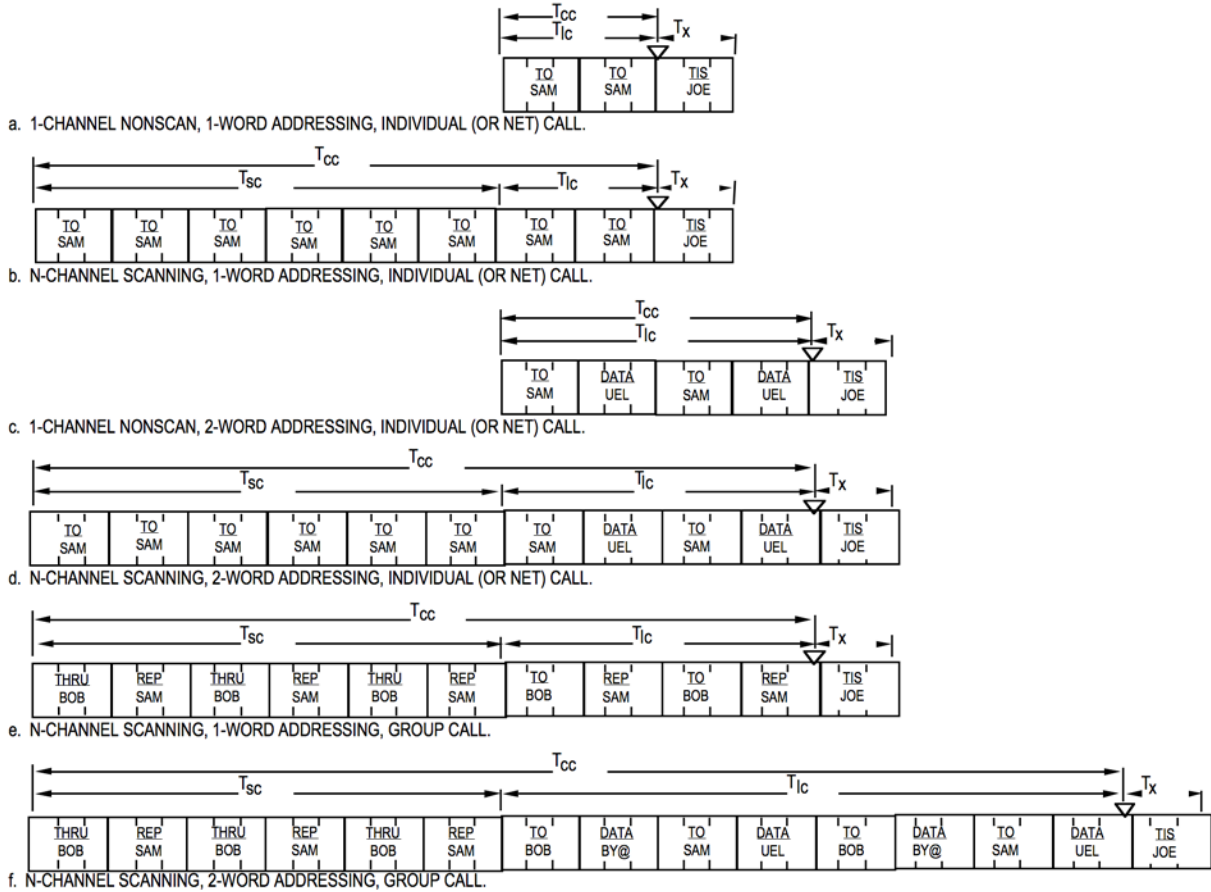 Tcc
Tlc Tx
TO TO TIS
SAM SAM JOE
a. 1-CHANNEL NONSCAN, 1-WORD ADDRESSING, INDIVIDUAL (OR NET) CALL.
Tcc
Tsc Tlc Tx
TO TO TO TO TO TO TO TO TIS
SAM SAM SAM SAM SAM SAM SAM SAM JOE
b. N-CHANNEL SCANNING, 1-WORD ADDRESSING, INDIVIDUAL (OR NET) CALL.
Tcc
Tlc Tx
TO DATA TO DATA TIS
SAM UEL SAM UEL JOE
c. 1-CHANNEL NONSCAN, 2-WORD ADDRESSING, INDIVIDUAL (OR NET) CALL.
Tcc
Tsc Tlc Tx
TO TO TO TO TO TO TO DATA TO DATA TIS
SAM SAM SAM SAM SAM SAM SAM UEL SAM UEL JOE
d. N-CHANNEL SCANNING, 2-WORD ADDRESSING, INDIVIDUAL (OR NET) CALL.
Tcc
Tsc Tlc Tx
THRU REP THRU REP THRU REP TO REP TO REP TIS
BOB SAM BOB SAM BOB SAM BOB SAM BOB SAM JOE
e. N-CHANNEL SCANNING, 1-WORD ADDRESSING, GROUP CALL.
Tcc
Tsc Tlc Tx
THRU REP THRU REP THRU REP TO DATA TO DATA TO DATA TO DATA TIS
BOB SAM BOB SAM BOB SAM BOB BY@ SAM UEL BOB BY@ SAM UEL JOE
f. N-CHANNEL SCANNING, 2-WORD ADDRESSING, GROUP CALL.